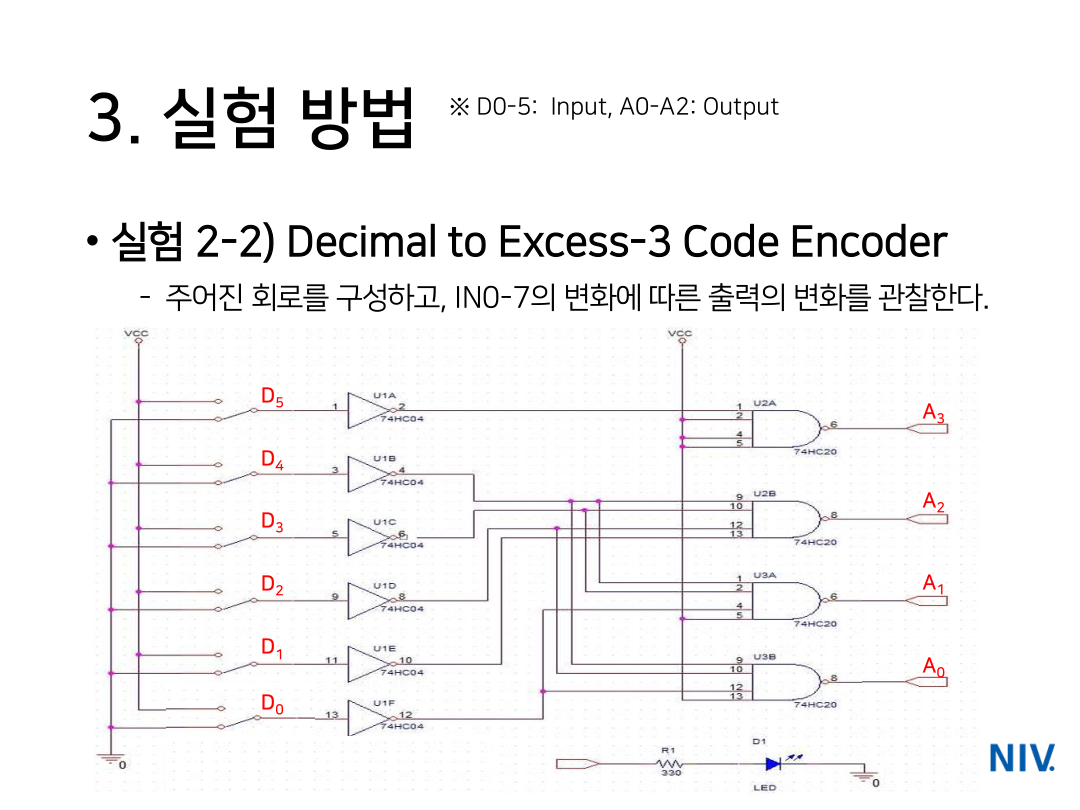 3. 실험 방법
※ D0-5: Input, A0-A2: Output
• 실험 2-2) Decimal to Excess-3 Code Encoder
- 주어진 회로를 구성하고, IN0-7의 변화에 따른 출력의 변화를 관찰한다.
VCC
VCC
D5
1
U1A
2
74HC04
1
2
4
5
U2A
6
74HC20
A3
D4
3
U1B
4
74HC04
9
10
12
13
U2B
8
74HC20
A2
D3
5
U1C
6
74HC04
D2
9
U1D
8
74HC04
1
2
4
5
U3A
6
74HC20
A1
D1
11
U1E
10
74HC04
9
10
12
13
U3B
8
74HC20
A0
D0
13
U1F
12
74HC04
0
R1
330
D1
LED
0
NIV.